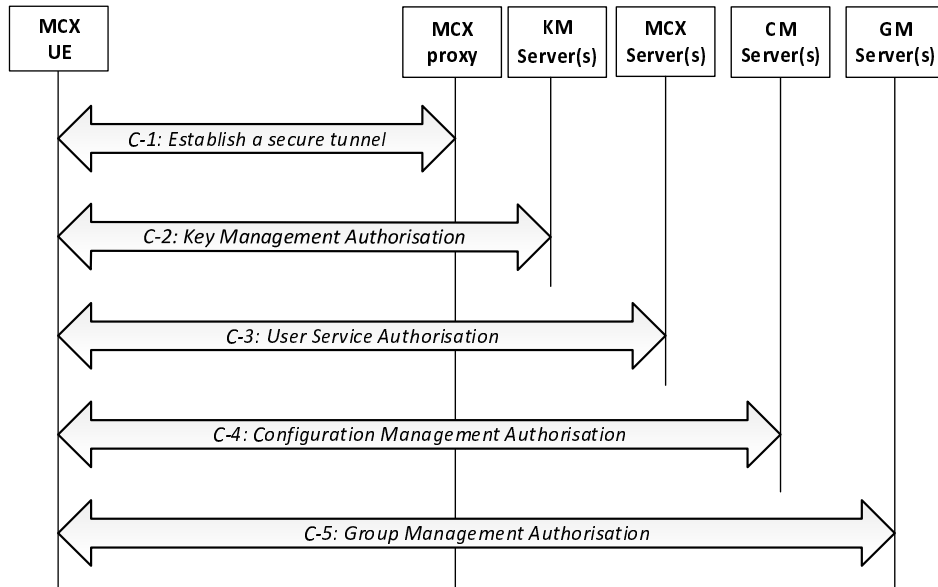 MCX
UE
MCX
proxy
KM
Server(s)
MCX
Server(s)
CM
Server(s)
GM
Server(s)
C-1: Establish a secure tunnel
C-2: Key Management Authorisation
C-3: User Service Authorisation
C-4: Configuration Management Authorisation
C-5: Group Management Authorisation